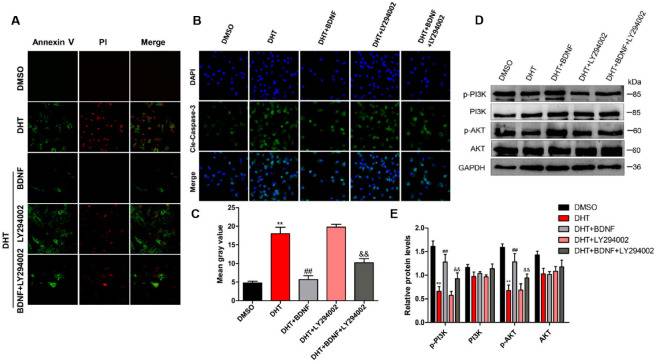 A
Annexin V PI Merge
DMSO
DHT
BDNF
LY294002
BDNF+LY294002
DHT
B
DMSO
DHT
DHT+BDNF
DHT+LY294002
DHT+BDNF
+LY294002
DAPI
Cle-Caspase-3
Merge
C
Mean gray value
25
20
15
10
5
0
**
##
&&
DMSO
DHT
DHT+BDNF
DHT+LY294002
DHT+BDNF+LY294002
D
DMSO
DHT
DHT+BDNF
DHT+LY294002
DHT+BDNF+LY294002
kDa
p-PI3K 85
PI3K 85
p-AKT 60
AKT 60
GAPDH 36
E
DMSO
DHT
DHT+BDNF
DHT+LY294002
DHT+BDNF+LY294002
Relative protein levels
2.0
1.5
1.0
0.5
0.0
**
##
&&
**
##
&&
p-PI3K
PI3K
p-AKT
AKT